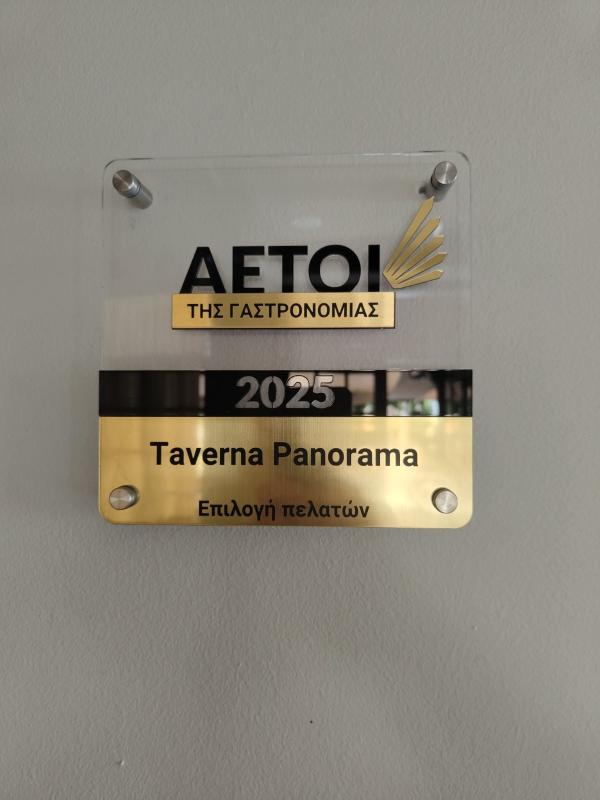 ΑΕΤΟΙ
ΤΗΣ ΓΑΣΤΡΟΝΟΜΙΑΣ
2025
Taverna Panorama
Επιλογή πελατών